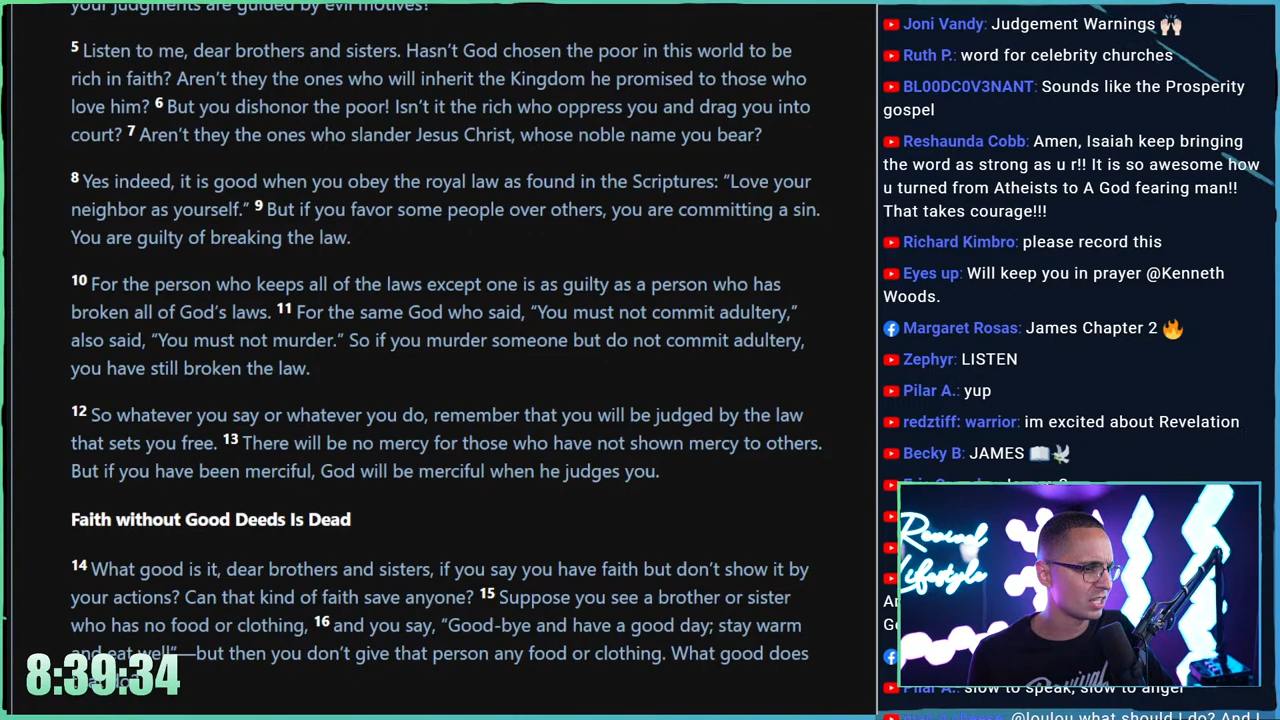 your judgments are guided by evil motives?
5 Listen to me, dear brothers and sisters. Hasn’t God chosen the poor in this world to be
rich in faith? Aren’t they the ones who will inherit the Kingdom he promised to those who
love him? 6 But you dishonor the poor! Isn’t it the rich who oppress you and drag you into
court? 7 Aren’t they the ones who slander Jesus Christ, whose noble name you bear?
8 Yes indeed, it is good when you obey the royal law as found in the Scriptures: “Love your
neighbor as yourself.” 9 But if you favor some people over others, you are committing a sin.
You are guilty of breaking the law.
10 For the person who keeps all of the laws except one is as guilty as a person who has
broken all of God’s laws. 11 For the same God who said, “You must not commit adultery,”
also said, “You must not murder.” So if you murder someone but do not commit adultery,
you have still broken the law.
12 So whatever you say or whatever you do, remember that you will be judged by the law
that sets you free. 13 There will be no mercy for those who have not shown mercy to others.
But if you have been merciful, God will be merciful when he judges you.
Faith without Good Deeds Is Dead
14 What good is it, dear brothers and sisters, if you say you have faith but don’t show it by
your actions? Can that kind of faith save anyone? 15 Suppose you see a brother or sister
who has no food or clothing, 16 and you say, “Good-bye and have a good day; stay warm
and eat well”—but then you don’t give that person any food or clothing. What good does
8:39:34
Joni Vandy: Judgement Warnings 🙌🏻
Ruth P.: word for celebrity churches
BL00DC0V3NANT: Sounds like the Prosperity
gospel
Reshaunda Cobb: Amen, Isaiah keep bringing
the word as strong as u r!! It is so awesome how
u turned from Atheists to A God fearing man!!
That takes courage!!!
Richard Kimbro: please record this
Eyes up: Will keep you in prayer @Kenneth
Woods.
Margaret Rosas: James Chapter 2 🔥
Zephyr: LISTEN
Pilar A.: yup
redztiff: warrior: im excited about Revelation
Becky B: JAMES 📖🕊
Revival
Lifestyle
Revival
Pilar A.: slow to speak, slow to anger
@loulou what should I do? And I